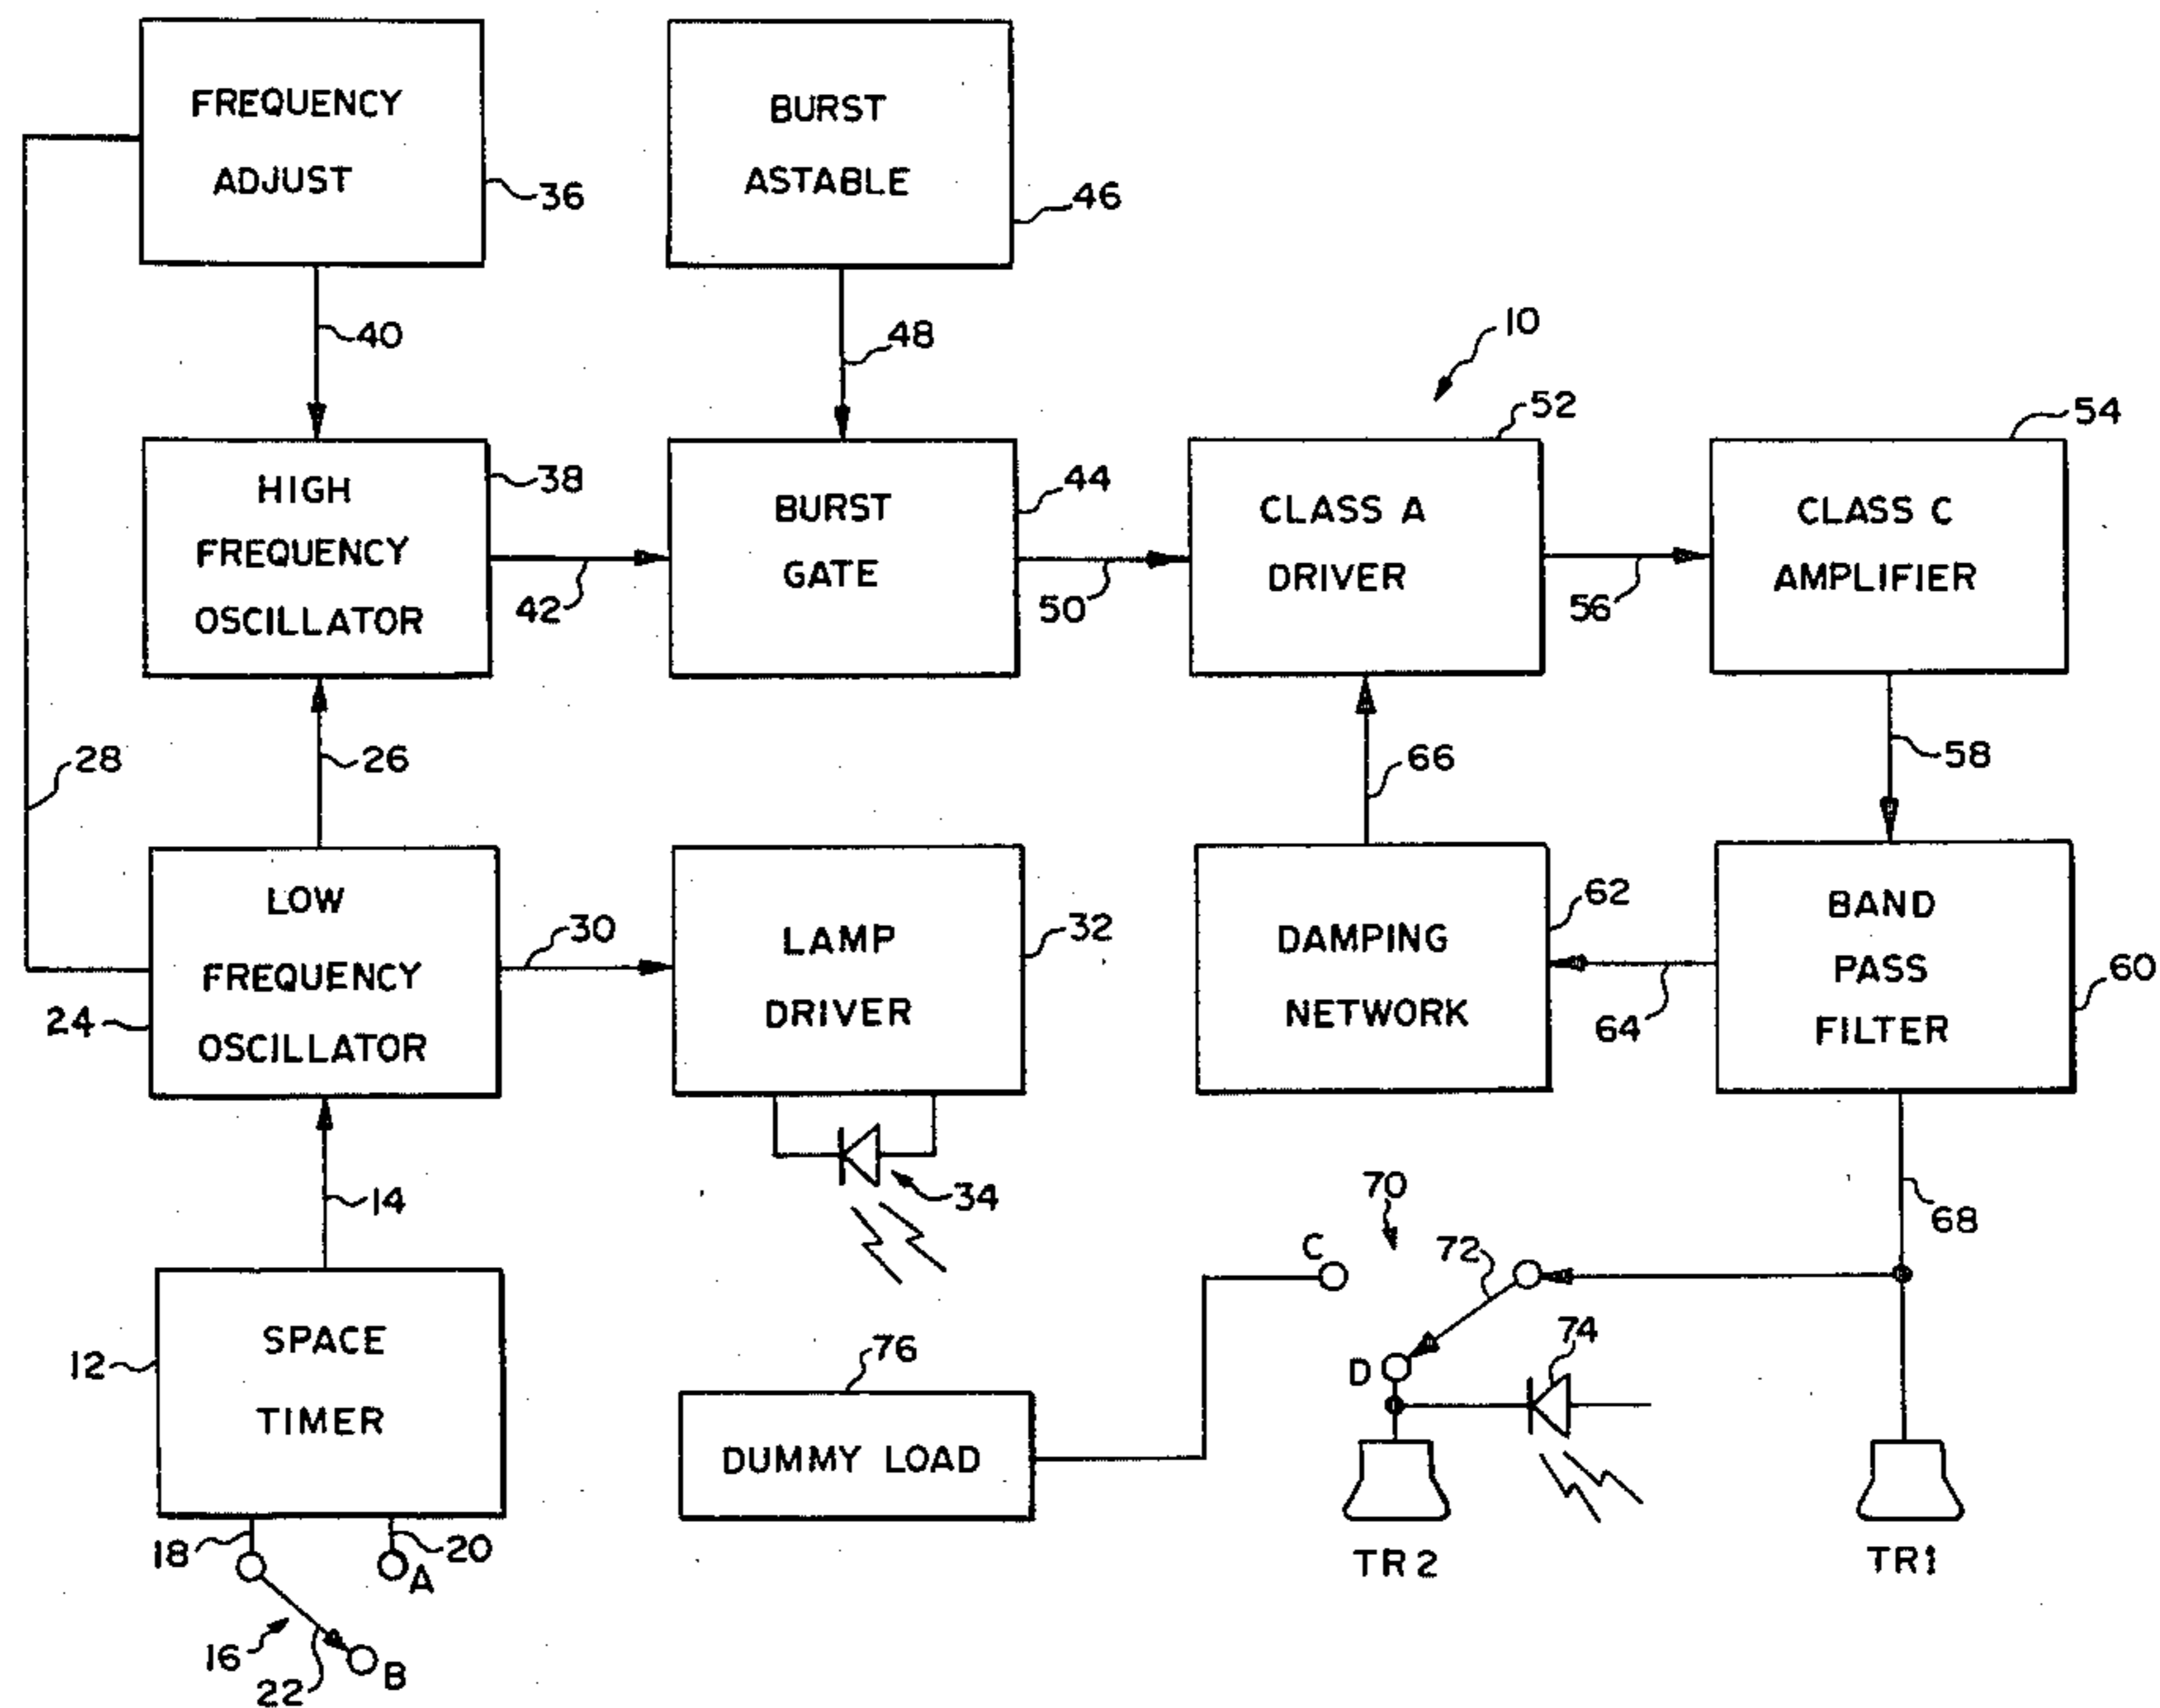 FREQUENCY
ADJUST
36
BURST
ASTABLE
46
40
48
10
HIGH
FREQUENCY
OSCILLATOR
38
42
BURST
GATE
44
50
CLASS A
DRIVER
52
56
CLASS C
AMPLIFIER
54
28
26
66
58
LOW
FREQUENCY
OSCILLATOR
24
30
LAMP
DRIVER
32
DAMPING
NETWORK
62
64
BAND
PASS
FILTER
60
14
34
70
68
C
72
SPACE
TIMER
12
76
D
74
DUMMY LOAD
18
20
A
TR2
TR1
16
22
B